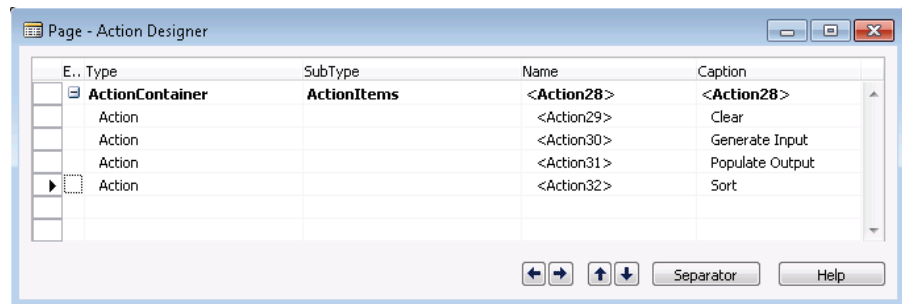 Page - Action Designer
E.. Type SubType Name Caption
ActionContainer ActionItems <Action28> <Action28>
Action <Action29> Clear
Action <Action30> Generate Input
Action <Action31> Populate Output
Action <Action32> Sort
Separator Help